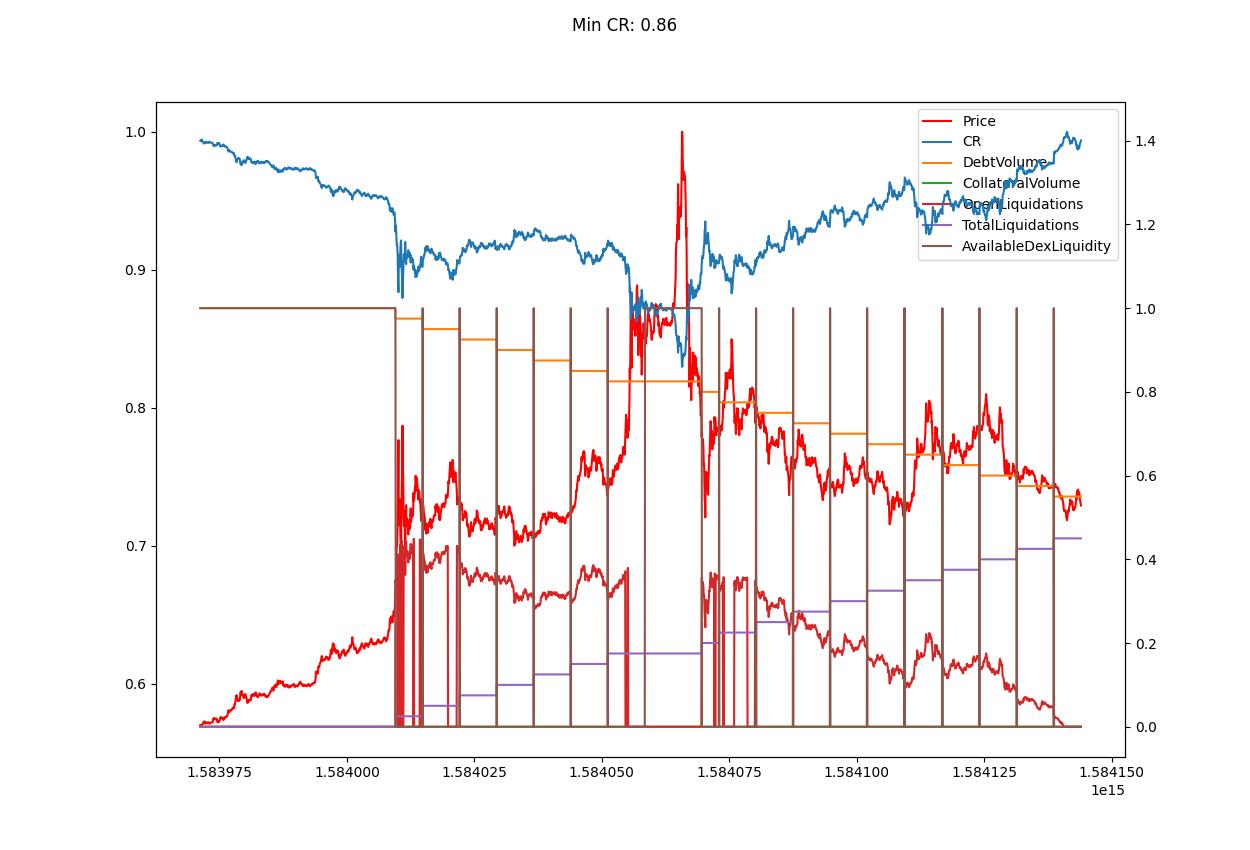 Min CR: 0.86
1.0
0.9
0.8
0.7
0.6
1.4
1.2
1.0
0.8
0.6
0.4
0.2
0.0
Price
CR
DebtVolume
CollateralVolume
OpenLiquidations
TotalLiquidations
AvailableDexLiquidity
1.583975 1.584000 1.584025 1.584050 1.584075 1.584100 1.584125 1.584150
1e15